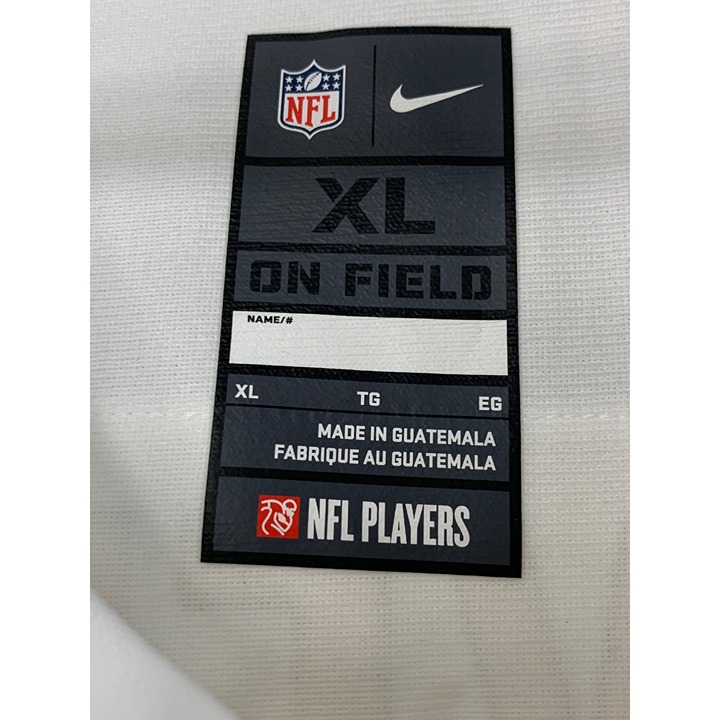 NFL
XL
ON FIELD
NAME/#
XL TG EG
MADE IN GUATEMALA
FABRIQUE AU GUATEMALA
NFL PLAYERS